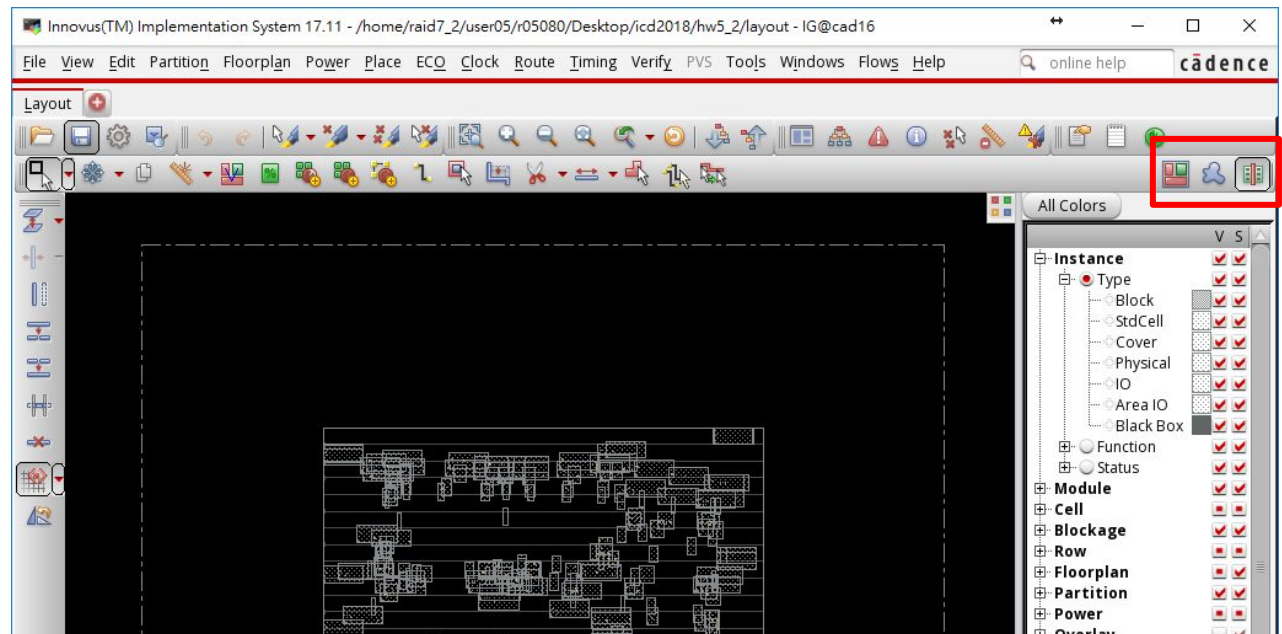 Innovus(TM) Implementation System 17.11 - /home/raid7_2/user05/r05080/Desktop/icd2018/hw5_2/layout - IG@cad16
File View Edit Partition Floorplan Power Place ECO Clock Route Timing Verify PVS Tools Windows Flows Help online help cādence
Layout
All Colors
V S
Instance
Type
Block
StdCell
Cover
Physical
IO
Area IO
Black Box
Function
Status
Module
Cell
Blockage
Row
Floorplan
Partition
Power
Overlay